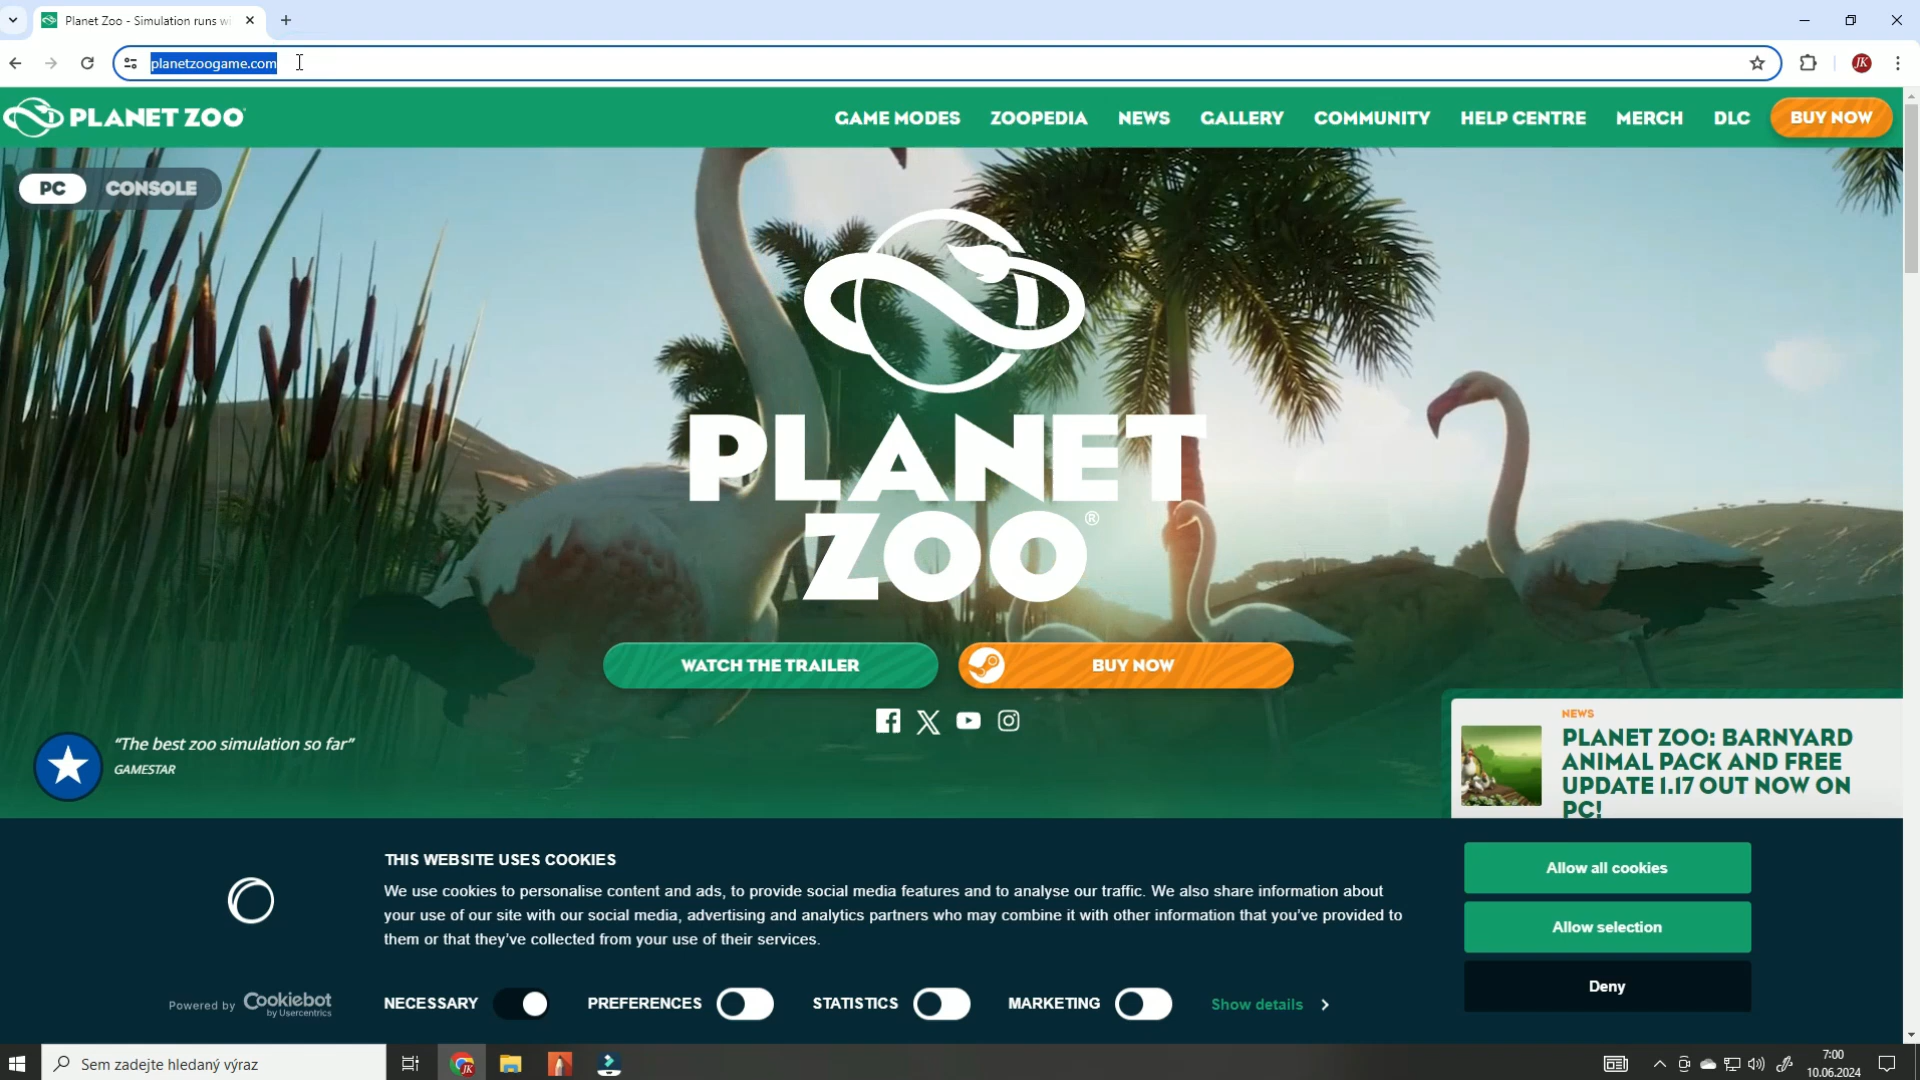 Planet Zoo - Simulation runs wi
planetzoogame.com
JK
PLANET ZOO
GAME MODES
ZOOPEDIA
NEWS
GALLERY
COMMUNITY
HELP CENTRE
MERCH
DLC
BUY NOW
PC
CONSOLE
PLANET
ZOO®
WATCH THE TRAILER
BUY NOW
"The best zoo simulation so far"
GAMESTAR
NEWS
PLANET ZOO: BARNYARD
ANIMAL PACK AND FREE
UPDATE 1.17 OUT NOW ON
PC!
THIS WEBSITE USES COOKIES
We use cookies to personalise content and ads, to provide social media features and to analyse our traffic. We also share information about
your use of our site with our social media, advertising and analytics partners who may combine it with other information that you've provided to
them or that they've collected from your use of their services.
Allow all cookies
Allow selection
Deny
Powered by Cookiebot
by Usercentrics
NECESSARY
PREFERENCES
STATISTICS
MARKETING
Show details
Sem zadejte hledaný výraz
JK
7:00
10.06.2024